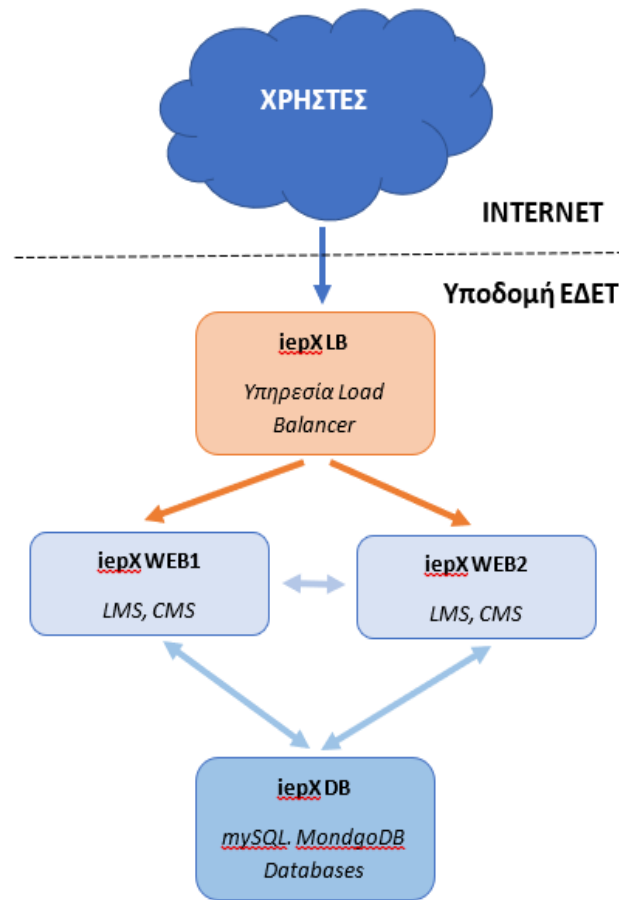 ΧΡΗΣΤΕΣ
INTERNET
Υποδομή ΕΔΕΤ
iepX LB
Υπηρεσία Load
Balancer
iepX WEB1
LMS, CMS
iepX WEB2
LMS, CMS
iepX DB
mySQL. MondgoDB
Databases